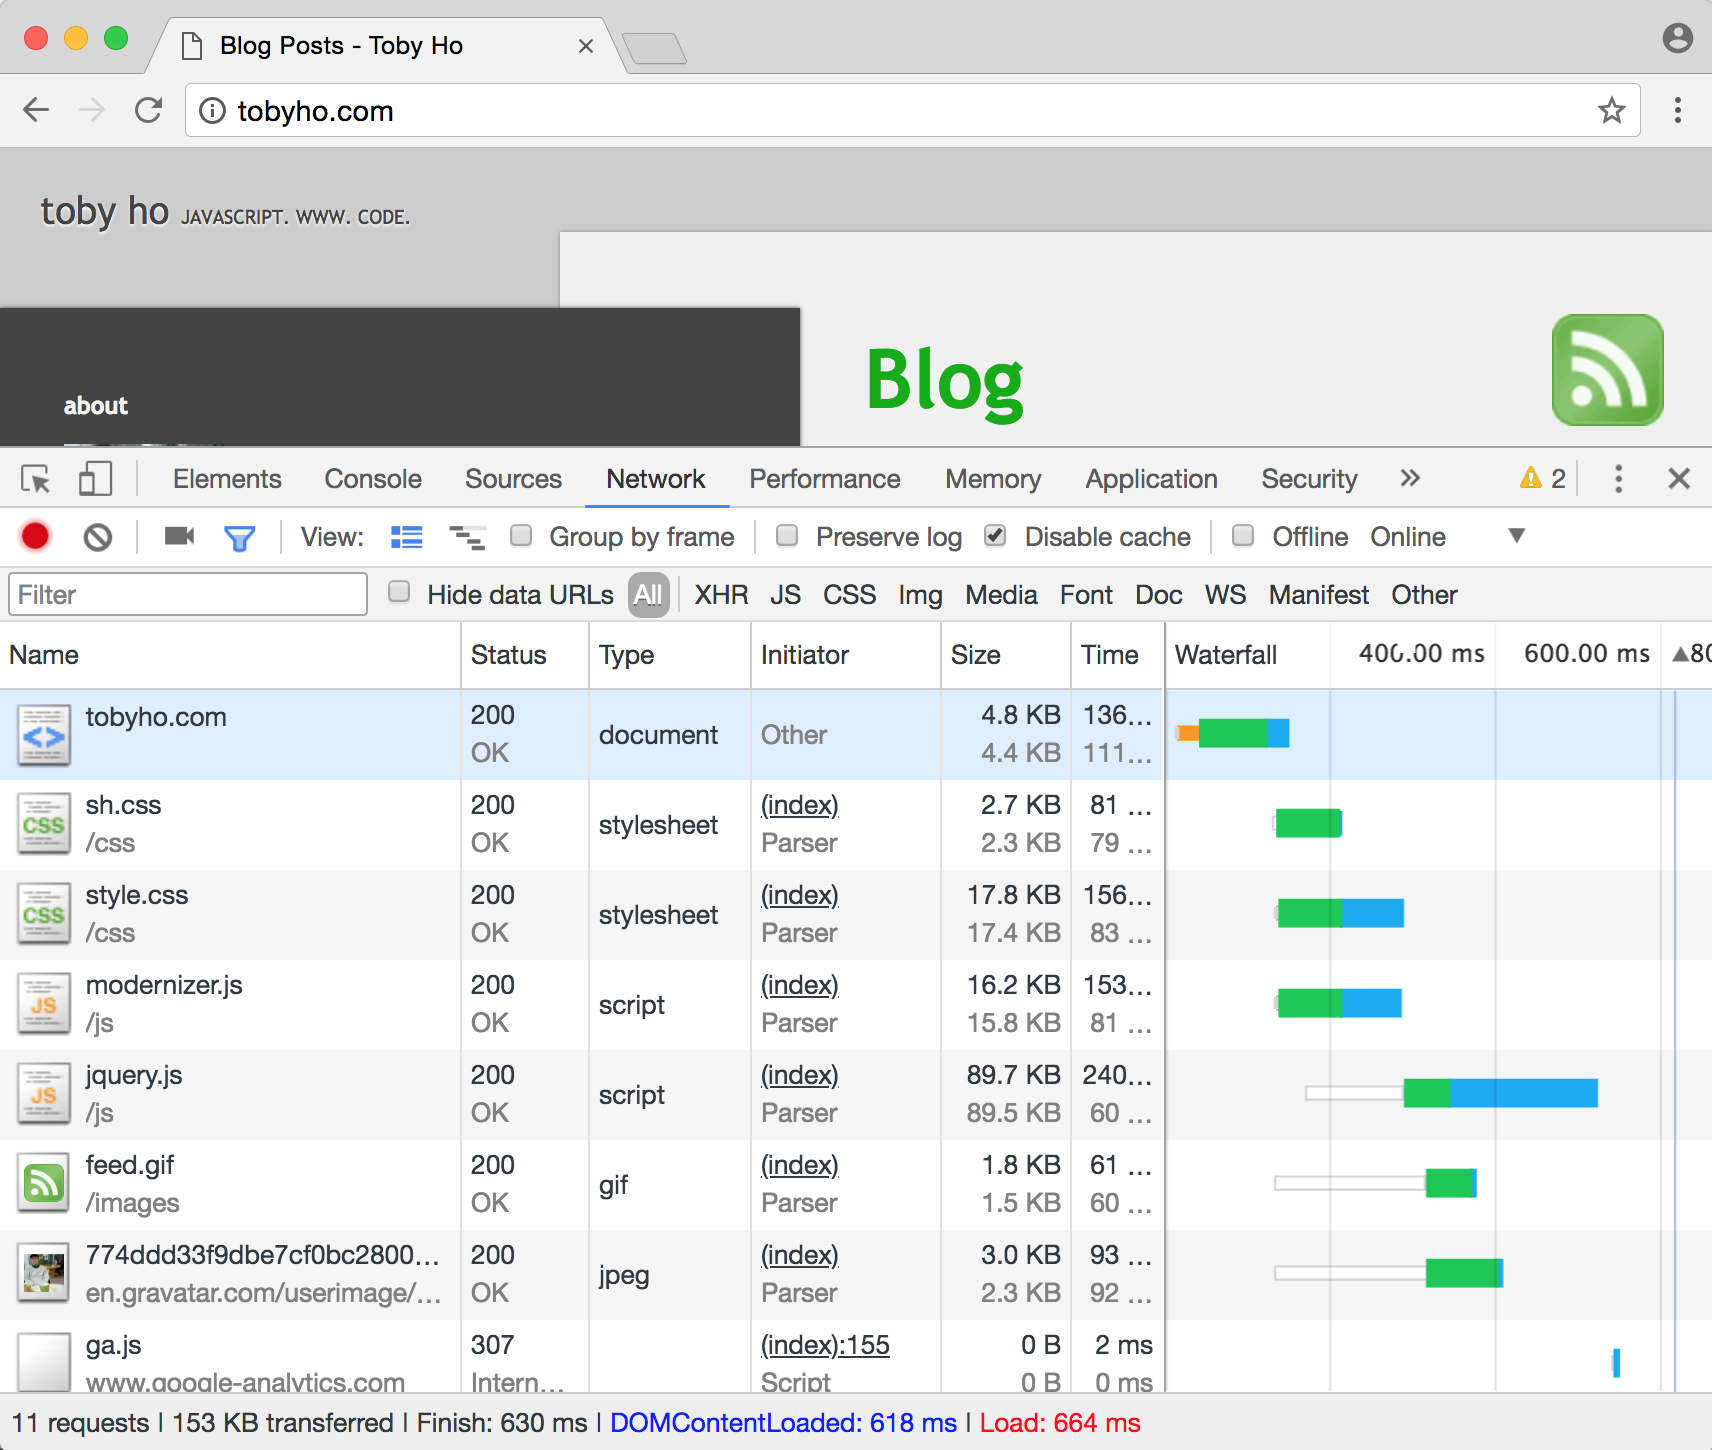 Blog Posts - Toby Ho
tobyho.com
toby ho JAVASCRIPT. WWW. CODE.
Blog
about
Elements Console Sources Network Performance Memory Application Security » 2
View: Group by frame Preserve log Disable cache Offline Online
Filter Hide data URLs All XHR JS CSS Img Media Font Doc WS Manifest Other
Name Status Type Initiator Size Time Waterfall 400.00 ms 600.00 ms
tobyho.com 200 OK document Other 4.8 KB 4.4 KB 136... 111...
CSS sh.css /css 200 OK stylesheet (index) Parser 2.7 KB 2.3 KB 81 ... 79 ...
CSS style.css /css 200 OK stylesheet (index) Parser 17.8 KB 17.4 KB 156... 83 ...
JS modernizer.js /js 200 OK script (index) Parser 16.2 KB 15.8 KB 153... 81 ...
JS jquery.js /js 200 OK script (index) Parser 89.7 KB 89.5 KB 240... 60 ...
feed.gif /images 200 OK gif (index) Parser 1.8 KB 1.5 KB 61 ... 60 ...
774ddd33f9dbe7cf0bc2800... en.gravatar.com/userimage/... 200 OK jpeg (index) Parser 3.0 KB 2.3 KB 93 ... 92 ...
ga.js www.google-analytics.com 307 Intern... (index):155 Script 0 B 0 B 2 ms 0 ms
11 requests | 153 KB transferred | Finish: 630 ms | DOMContentLoaded: 618 ms | Load: 664 ms